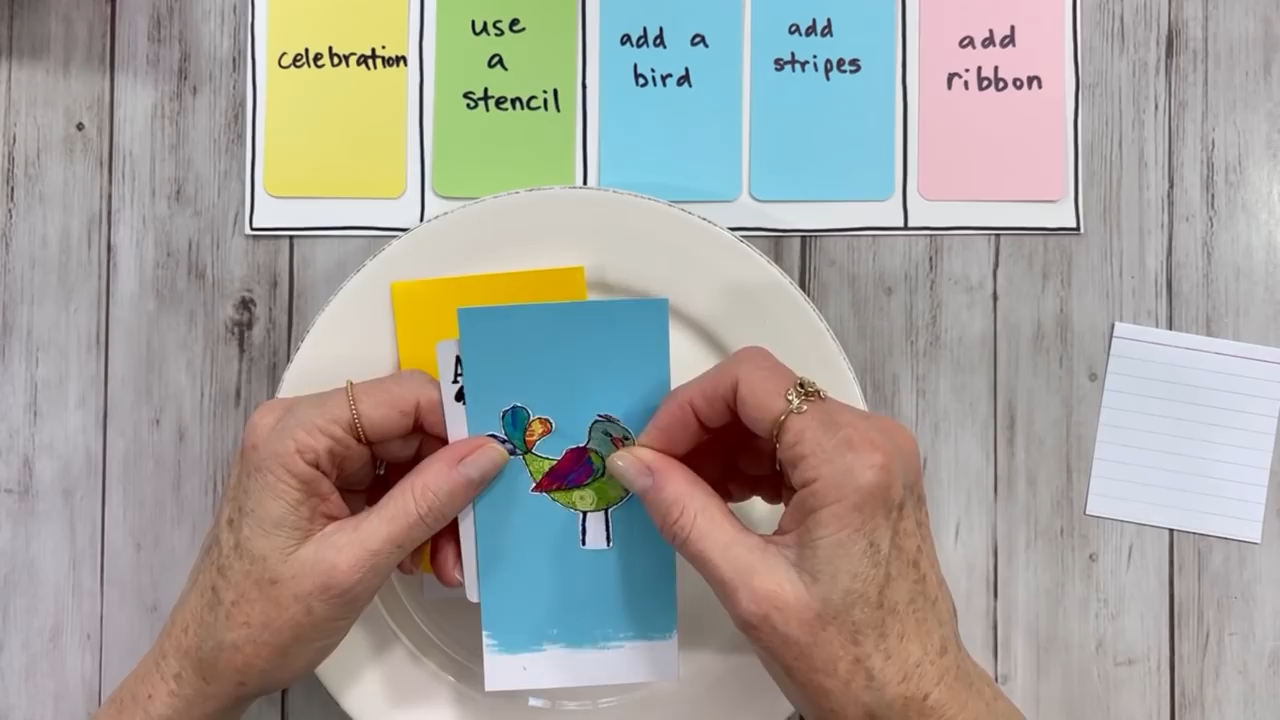 celebration
use
a
stencil
add a
bird
add
stripes
add
ribbon
A